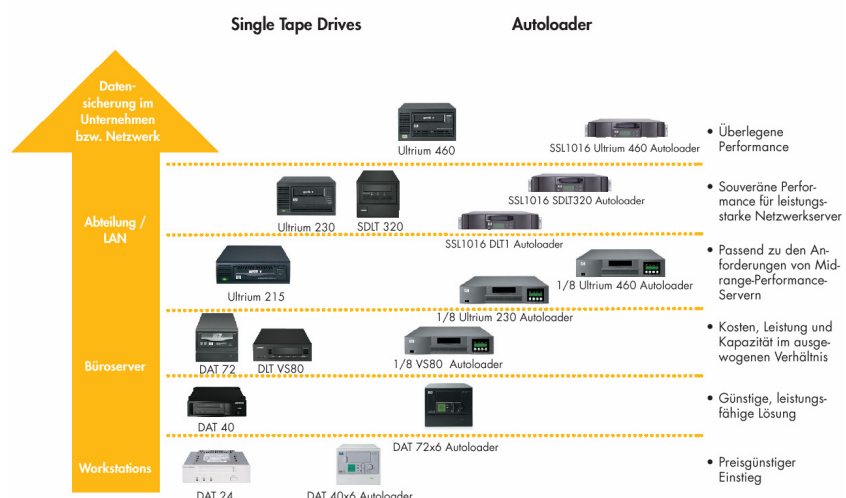 Single Tape Drives
Autoloader
Daten-
sicherung im
Unternehmen
bzw. Netzwerk
Ultrium 460
SSL1016 Ultrium 460 Autoloader
• Überlegene
Performance
Abteilung /
LAN
Ultrium 230
SDLT 320
SSL1016 SDLT320 Autoloader
SSL1016 DLT1 Autoloader
• Souveräne Perfor-
mance für leistungs-
starke Netzwerkserver
Ultrium 215
1/8 Ultrium 460 Autoloader
1/8 Ultrium 230 Autoloader
• Passend zu den An-
forderungen von Mid-
range-Performance-
Servern
Büroserver
DAT 72
DLT VS80
1/8 VS80 Autoloader
• Kosten, Leistung und
Kapazität im ausge-
wogenen Verhältnis
DAT 40
DAT 72x6 Autoloader
• Günstige, leistungs-
fähige Lösung
Workstations
DAT 24
DAT 40x6 Autoloader
• Preisgünstiger
Einstieg